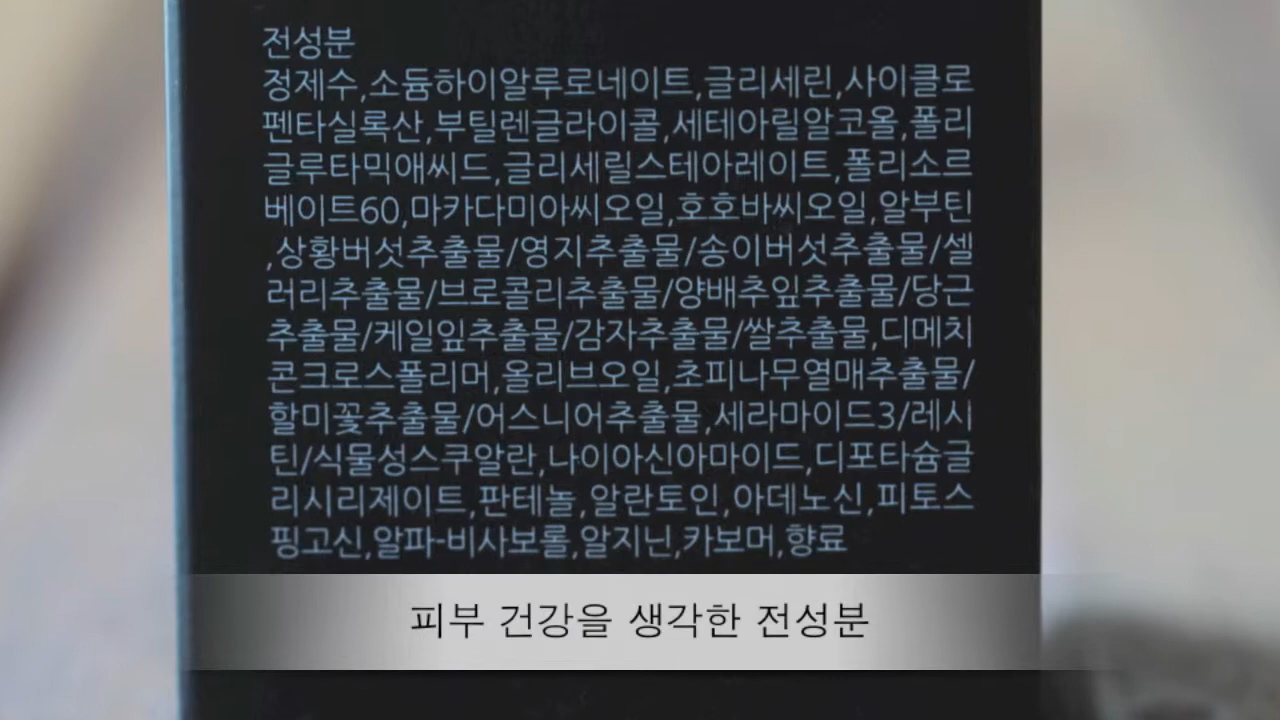 전성분
정제수,소듐하이알루로네이트,글리세린,사이클로
펜타실록산,부틸렌글라이콜,세테아릴알코올,폴리
글루타믹애씨드,글리세릴스테아레이트,폴리소르
베이트60,마카다미아씨오일,호호바씨오일,알부틴
,상황버섯추출물/영지추출물/송이버섯추출물/셀
러리추출물/브로콜리추출물/양배추잎추출물/당근
추출물/케일잎추출물/감자추출물/쌀추출물,디메치
콘크로스폴리머,올리브오일,초피나무열매추출물/
할미꽃추출물/어스니어추출물,세라마이드3/레시
틴/식물성스쿠알란,나이아신아마이드,디포타슘글
리시리제이트,판테놀,알란토인,아데노신,피토스
핑고신,알파-비사보롤,알지닌,카보머,향료
피부 건강을 생각한 전성분